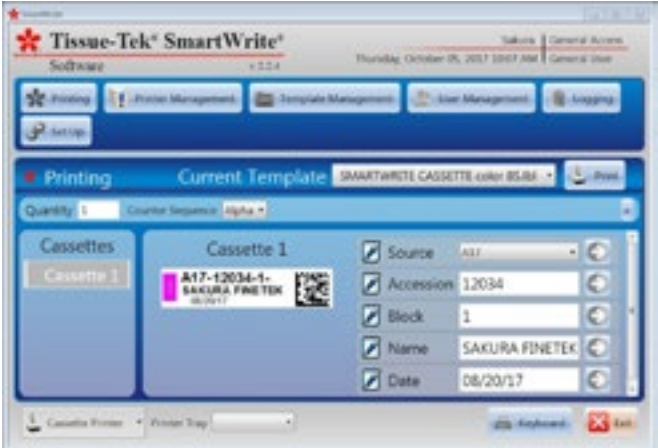 Tissue-Tek® SmartWrite®
Software
v 2.2.4
Sakura
General Access
Thursday, October 05, 2017 10:07 AM
General User
Printing
Printer Management
Template Management
User Management
Logging
Set Up
Printing
Current Template
SMARTWRITE CASSETTE color
Print
Quantity 1
Counter Sequence Alpha
Cassettes
Cassette 1
Cassette 1
A17-12034-1-
SAKURA FINETEK
08/20/17
Source A17
Accession 12034
Block 1
Name SAKURA FINETEK
Date 08/20/17
Cassette Printer
Printer Tray
Keyboard
Exit